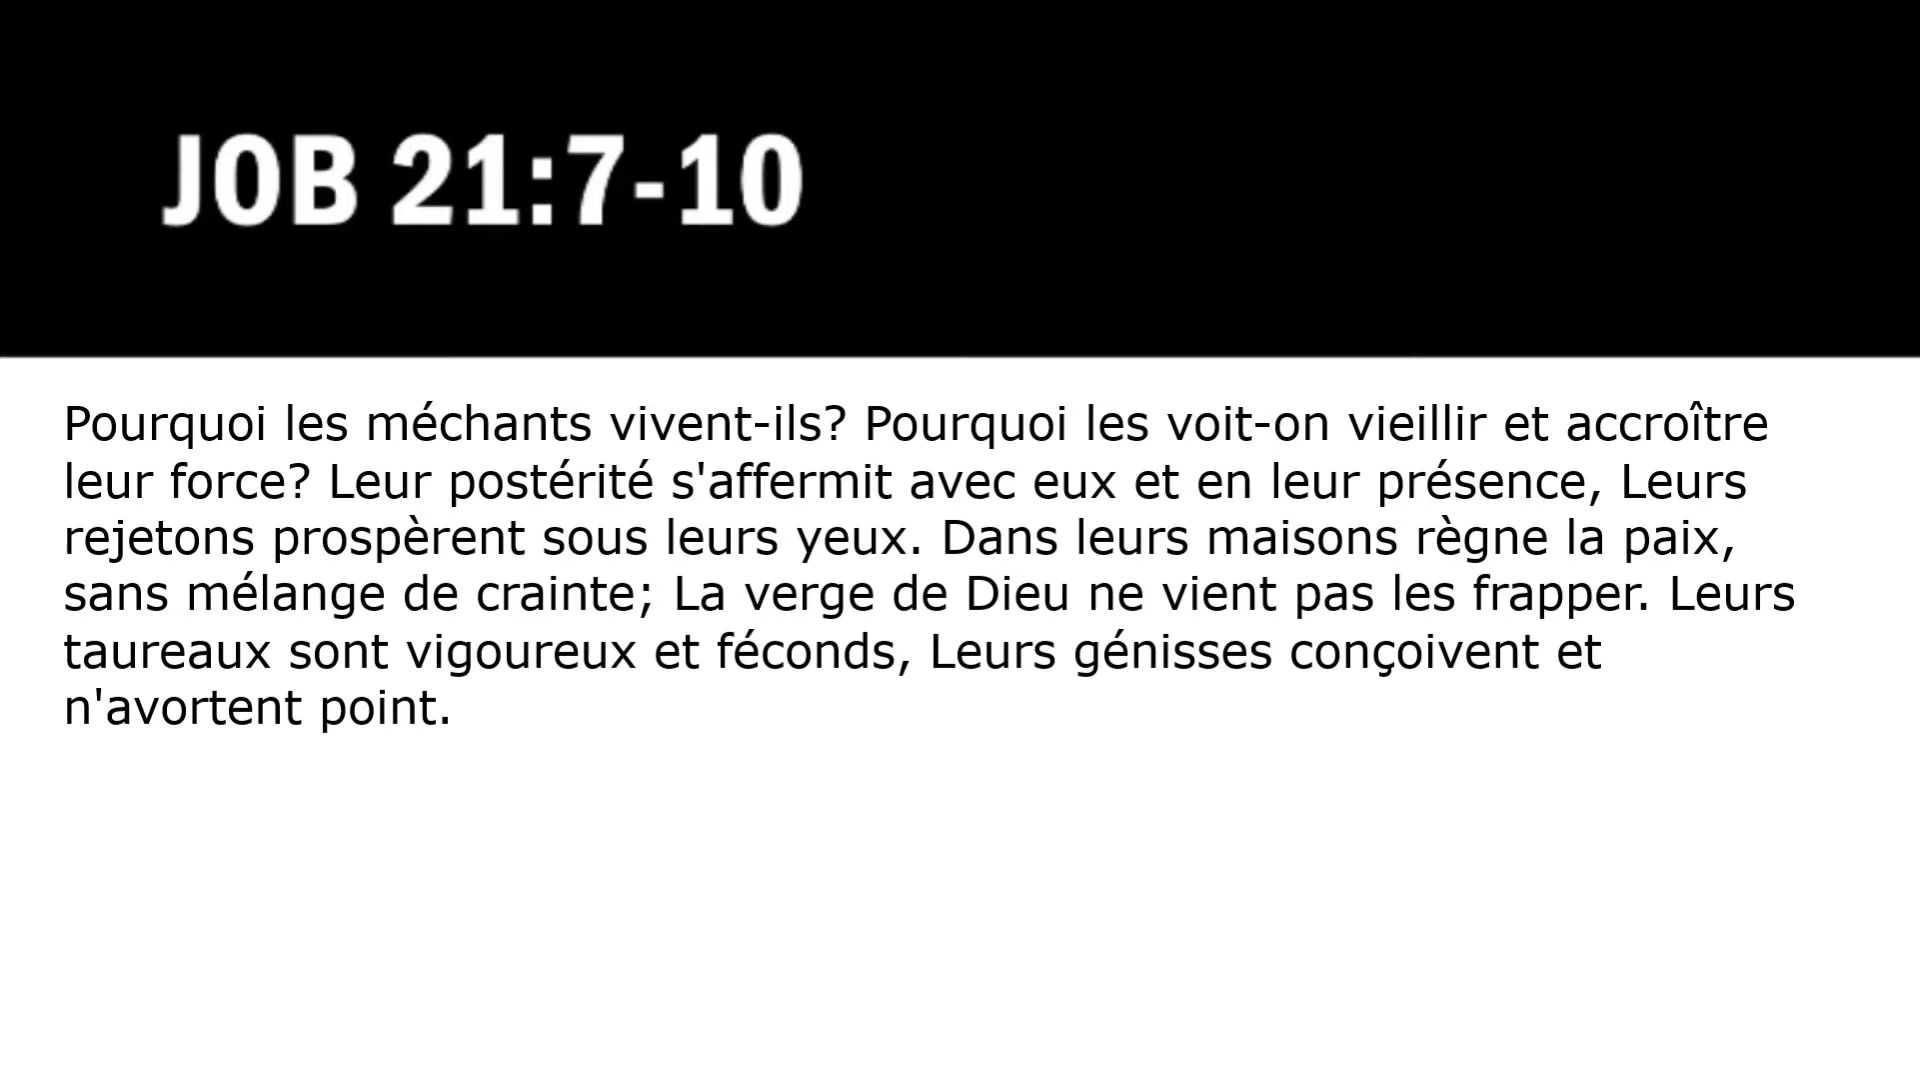 JOB 21:7-10
Pourquoi les méchants vivent-ils? Pourquoi les voit-on vieillir et accroître
leur force? Leur postérité s'affermit avec eux et en leur présence, Leurs
rejetons prospèrent sous leurs yeux. Dans leurs maisons règne la paix,
sans mélange de crainte; La verge de Dieu ne vient pas les frapper. Leurs
taureaux sont vigoureux et féconds, Leurs génisses conçoivent et
n'avortent point.